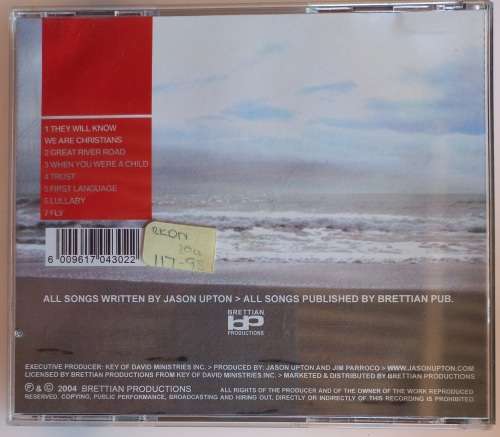 1 THEY WILL KNOW
WE ARE CHRISTIANS
2 GREAT RIVER ROAD
3 WHEN YOU WERE A CHILD
4 TRUST
5 FIRST LANGUAGE
6 LULLABY
7 FLY
6 009617 043022
RKDN
117-98
ALL SONGS WRITTEN BY JASON UPTON > ALL SONGS PUBLISHED BY BRETTIAN PUB.
BRETTIAN
bp
PRODUCTIONS
EXECUTIVE PRODUCER: KEY OF DAVID MINISTRIES INC. > PRODUCED BY: JASON UPTON AND JIM PARROCO > WWW.JASONUPTON.COM
LICENSED BY BRETTIAN PRODUCTIONS FROM KEY OF DAVID MINISTRIES INC. > MARKETED & DISTRIBUTED BY BRETTIAN PRODUCTIONS
℗ & © 2004 BRETTIAN PRODUCTIONS ALL RIGHTS OF THE PRODUCER AND OF THE OWNER OF THE WORK REPRODUCED
RESERVED. COPYING, PUBLIC PERFORMANCE, BROADCASTING AND HIRING OUT. DIRECTLY OR INDIRECTLY OF THIS RECORDING IS PROHIBITED